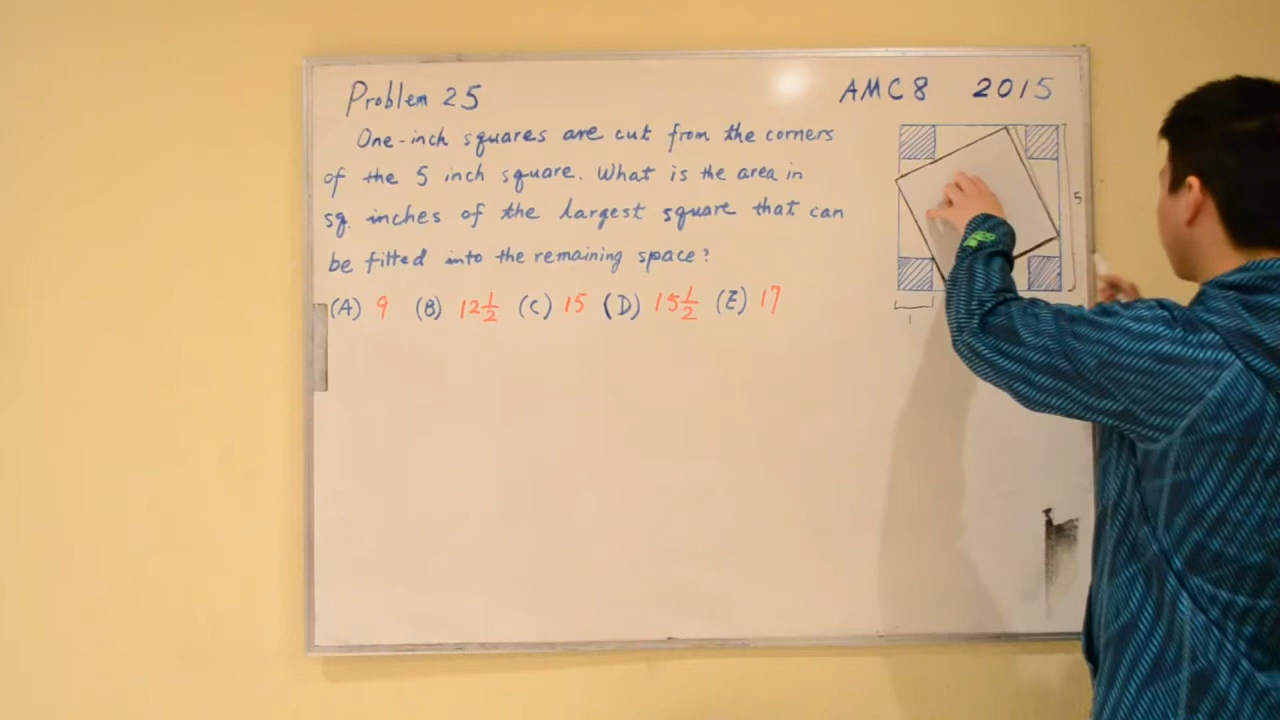 Problem 25
AMC8 2015
One-inch squares are cut from the corners
of the 5 inch square. What is the area in
sq. inches of the largest square that can
be fitted into the remaining space?
(A) 9 (B) 12 1/2 (C) 15 (D) 15 1/2 (E) 17
5
1